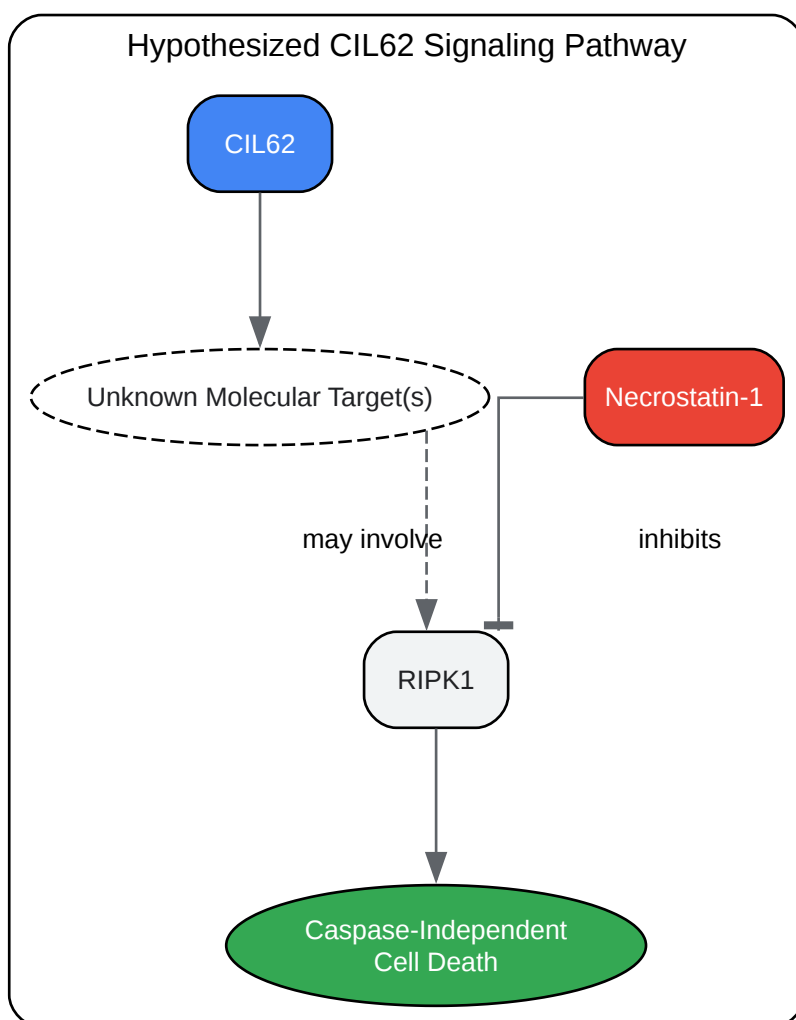 Hypothesized CIL62 Signaling Pathway
CIL62
Unknown Molecular Target(s)
Necrostatin-1
may involve
inhibits
RIPK1
Caspase-Independent
Cell Death